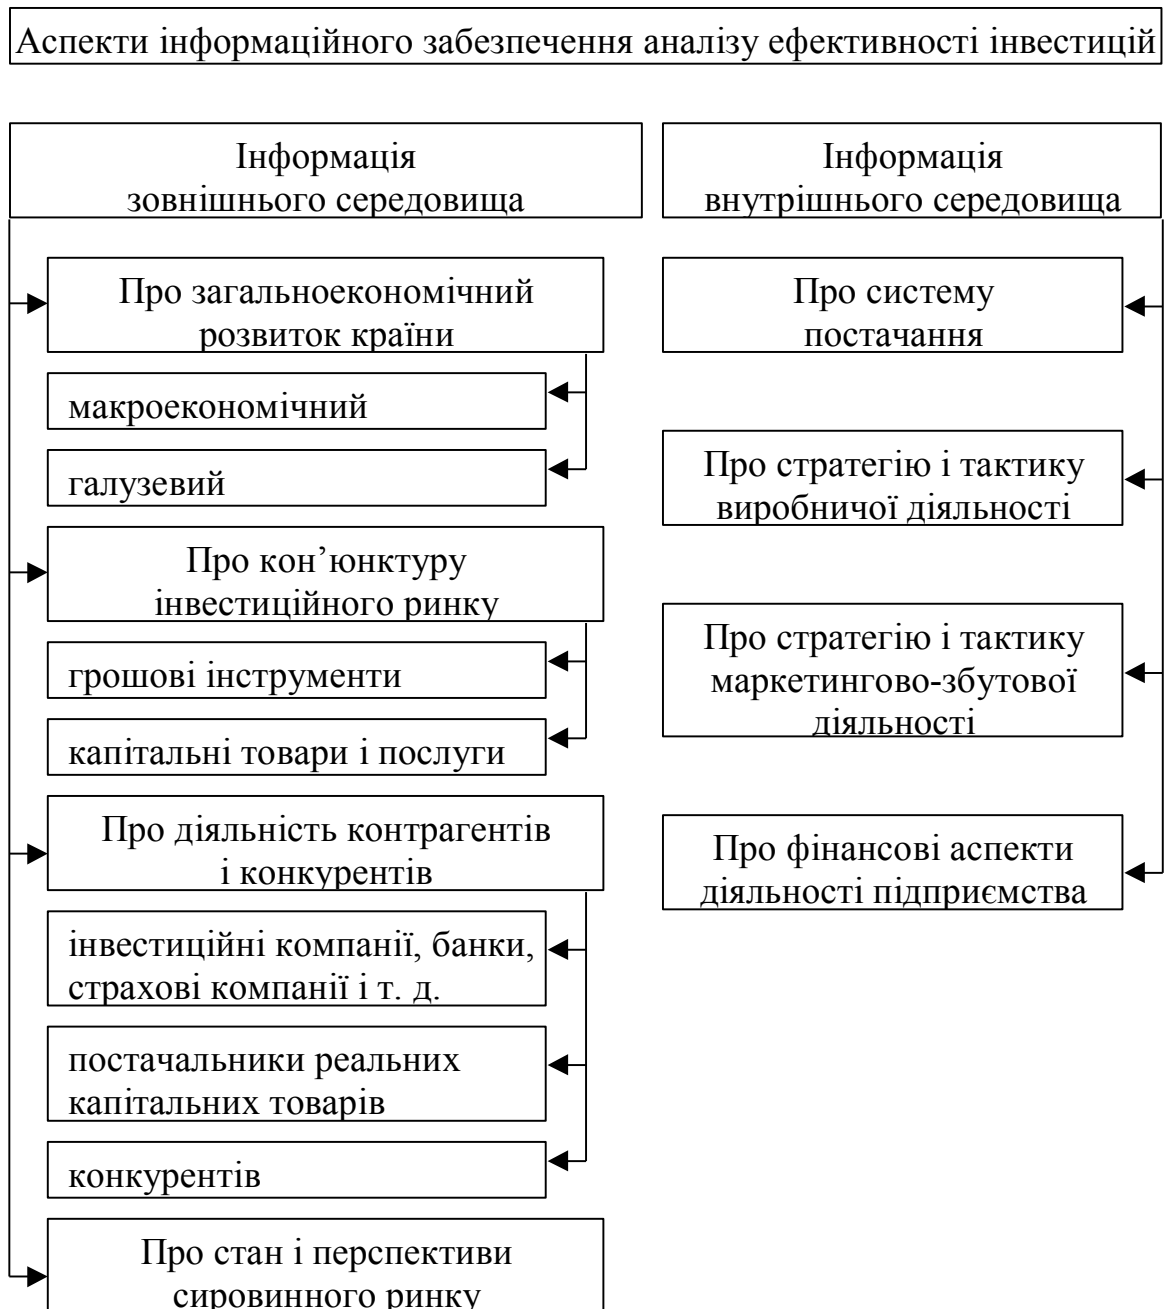 Аспекти інформаційного забезпечення аналізу ефективності інвестицій
Інформація
зовнішнього середовища
Про загальноекономічний
розвиток країни
макроекономічний
галузевий
Про кон’юнктуру
інвестиційного ринку
грошові інструменти
капітальні товари і послуги
Про діяльність контрагентів
і конкурентів
інвестиційні компанії, банки,
страхові компанії і т. д.
постачальники реальних
капітальних товарів
конкурентів
Про стан і перспективи
сировинного ринку
Інформація
внутрішнього середовища
Про систему
постачання
Про стратегію і тактику
виробничої діяльності
Про стратегію і тактику
маркетингово-збутової
діяльності
Про фінансові аспекти
діяльності підприємства